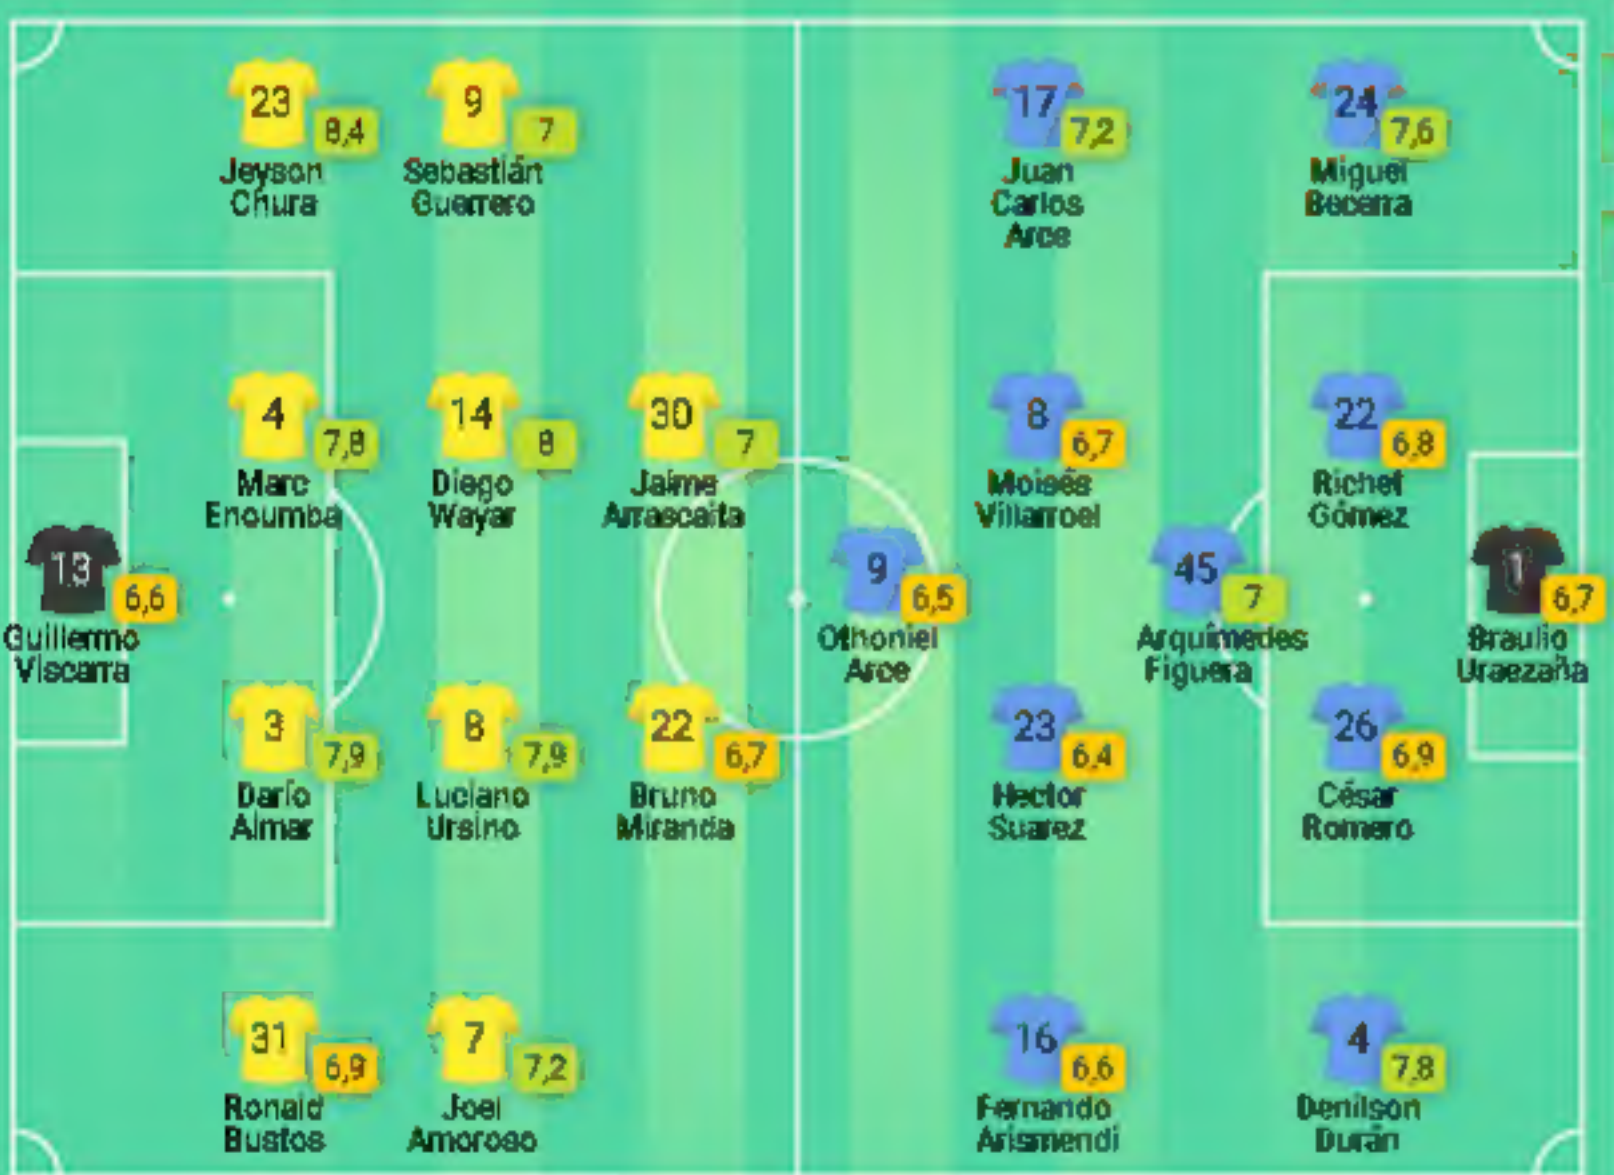 23
8,4
Jeyson
Chura
9
7
Sebastián
Guerrero
17
7,2
Juan
Carlos
Arce
24
7,6
Miguel
Becerra
4
7,8
Marc
Enoumba
14
8
Diego
Wayar
30
7
Jaime
Arrascaita
8
6,7
Moisés
Villarroel
22
6,8
Richet
Gómez
13
6,6
Guillermo
Viscarra
9
6,5
Othoniel
Arce
45
7
Arquímedes
Figuera
1
6,7
Braulio
Uraezaña
3
7,9
Darío
Aimar
8
7,9
Luciano
Ursino
22
6,7
Bruno
Miranda
23
6,4
Hector
Suarez
26
6,9
César
Romero
31
6,9
Ronald
Bustos
7
7,2
Joel
Amoroso
16
6,6
Fernando
Arismendi
4
7,8
Denilson
Durán